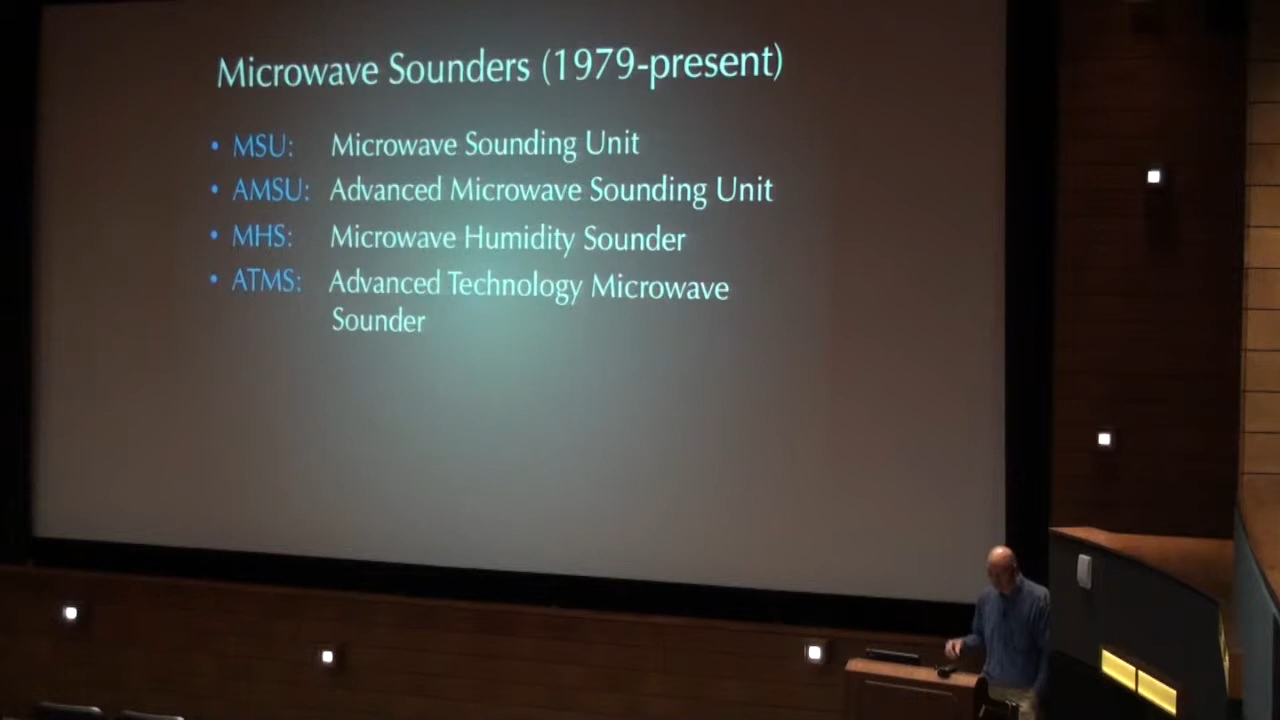 Microwave Sounders (1979-present)
• MSU: Microwave Sounding Unit
• AMSU: Advanced Microwave Sounding Unit
• MHS: Microwave Humidity Sounder
• ATMS: Advanced Technology Microwave
Sounder